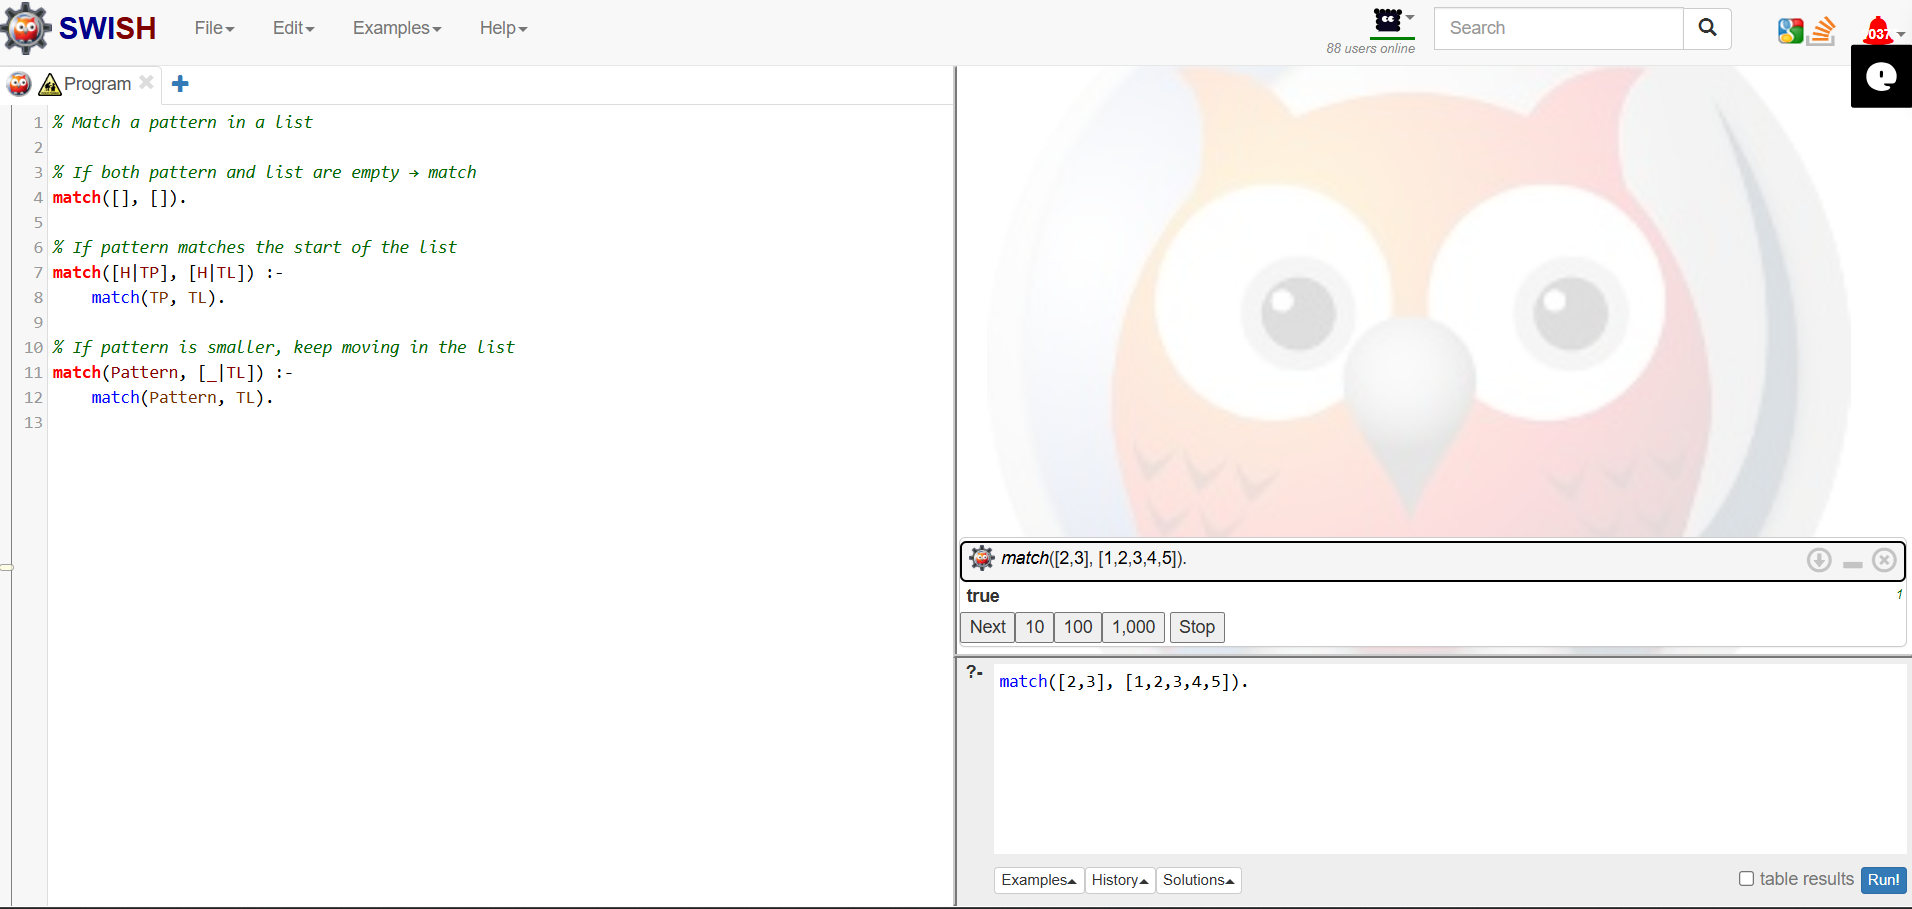 SWISH File Edit Examples Help 88 users online Search 037
Program
1 % Match a pattern in a list
2
3 % If both pattern and list are empty → match
4 match([], []).
5
6 % If pattern matches the start of the list
7 match([H|TP], [H|TL]) :-
8     match(TP, TL).
9
10 % If pattern is smaller, keep moving in the list
11 match(Pattern, [_|TL]) :-
12     match(Pattern, TL).
13
match([2,3], [1,2,3,4,5]).
true 1
Next 10 100 1,000 Stop
?- match([2,3], [1,2,3,4,5]).
Examples History Solutions table results Run!